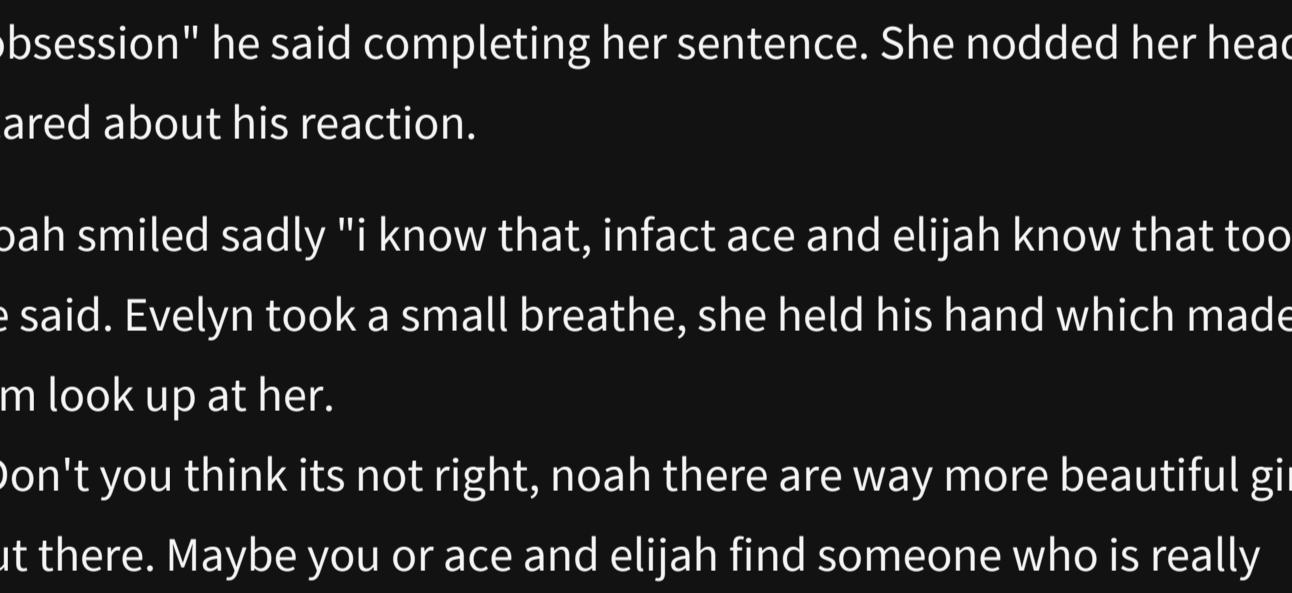 obsession" he said completing her sentence. She nodded her head
ared about his reaction.
oah smiled sadly "i know that, infact ace and elijah know that too
e said. Evelyn took a small breathe, she held his hand which made
m look up at her.
Don't you think its not right, noah there are way more beautiful gi
ut there. Maybe you or ace and elijah find someone who is really